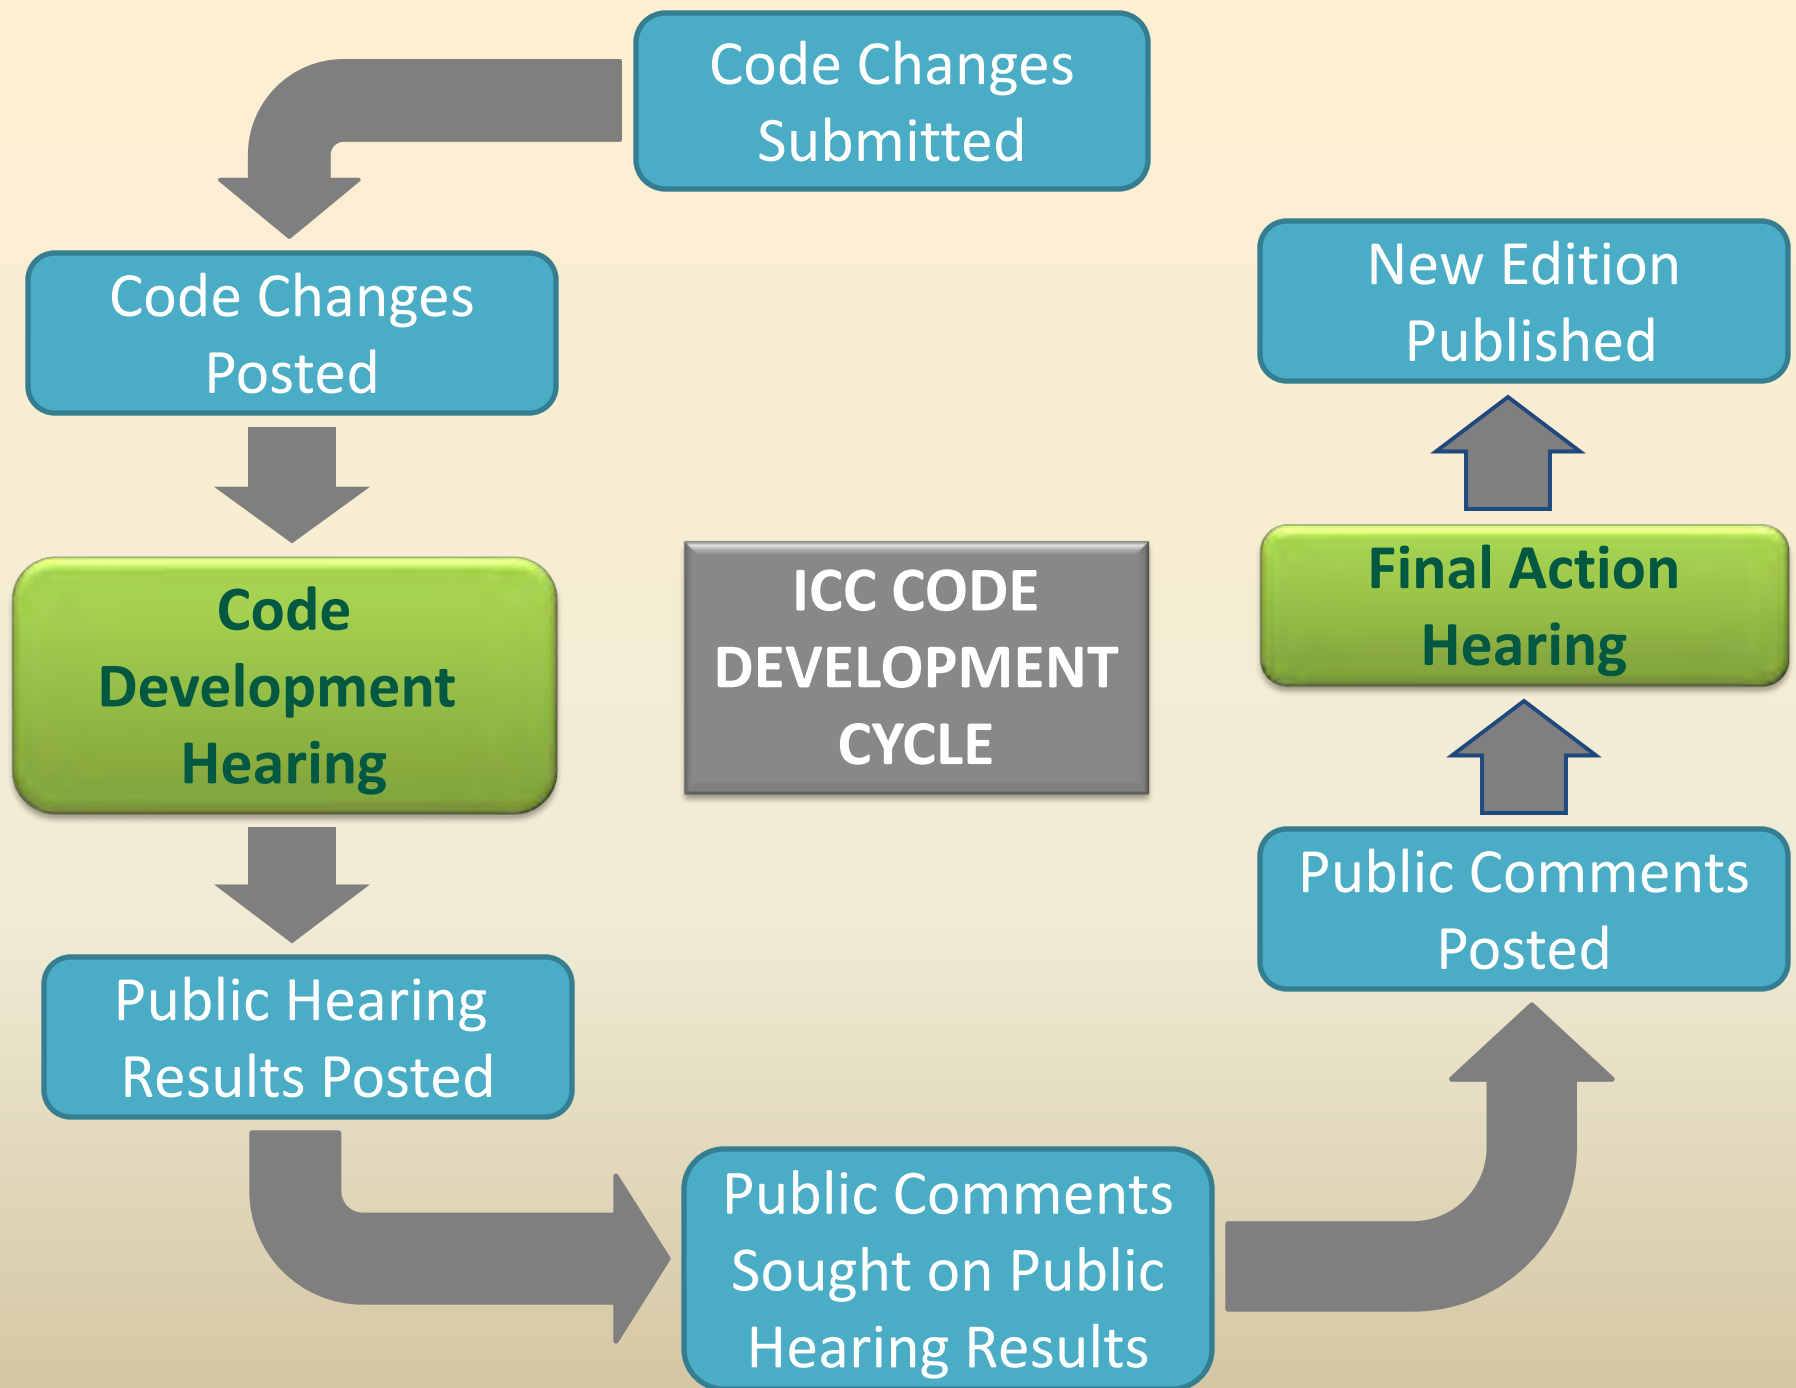 Code Changes
Submitted
Code Changes
Posted
Code
Development
Hearing
Public Hearing
Results Posted
Public Comments
Sought on Public
Hearing Results
Public Comments
Posted
Final Action
Hearing
New Edition
Published
ICC CODE
DEVELOPMENT
CYCLE